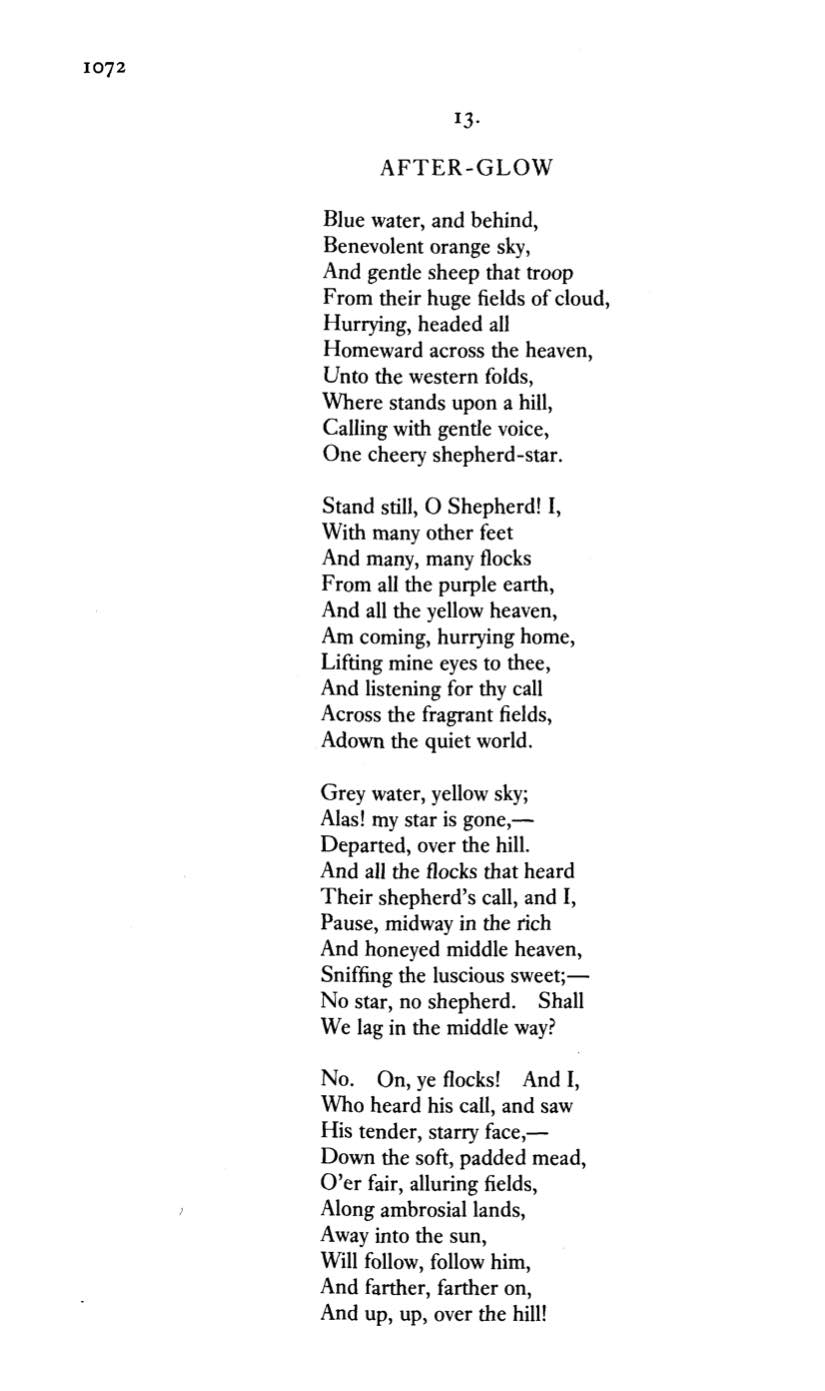 1072
13.
AFTER-GLOW
Blue water, and behind,
Benevolent orange sky,
And gentle sheep that troop
From their huge fields of cloud,
Hurrying, headed all
Homeward across the heaven,
Unto the western folds,
Where stands upon a hill,
Calling with gentle voice,
One cheery shepherd-star.
Stand still, O Shepherd! I,
With many other feet
And many, many flocks
From all the purple earth,
And all the yellow heaven,
Am coming, hurrying home,
Lifting mine eyes to thee,
And listening for thy call
Across the fragrant fields,
Adown the quiet world.
Grey water, yellow sky;
Alas! my star is gone,—
Departed, over the hill.
And all the flocks that heard
Their shepherd's call, and I,
Pause, midway in the rich
And honeyed middle heaven,
Sniffing the luscious sweet;—
No star, no shepherd. Shall
We lag in the middle way?
No. On, ye flocks! And I,
Who heard his call, and saw
His tender, starry face,—
Down the soft, padded mead,
O'er fair, alluring fields,
Along ambrosial lands,
Away into the sun,
Will follow, follow him,
And farther, farther on,
And up, up, over the hill!